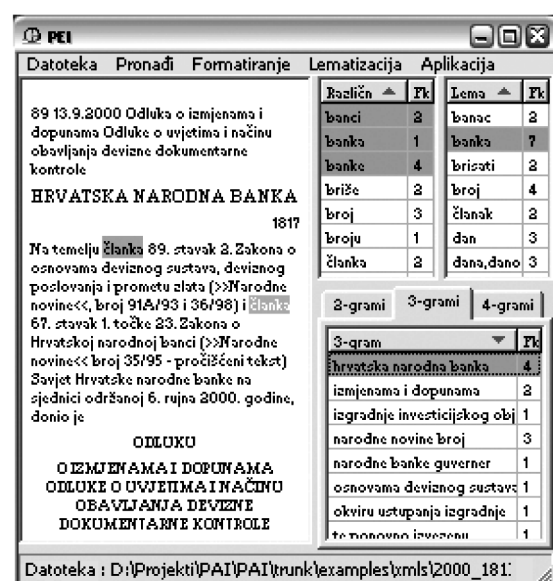 PEI
Datoteka Pronađi Formatiranje Lematizacija Aplikacija
89 13.9.2000 Odluka o izmjenama i
dopunama Odluke o uvjetima i načinu
obavljanja devizne dokumentarne
kontrole
HRVATSKA NARODNA BANKA
1817
Na temelju članka 89. stavak 2. Zakona o
osnovama deviznog sustava, deviznog
poslovanja i prometu zlata (>>Narodne
novine<<, broj 91A/93 i 36/98) i članka
67. stavak 1. točke 23. Zakona o
Hrvatskoj narodnoj banci (>>Narodne
novine<< broj 35/95 - pročišćeni tekst)
Savjet Hrvatske narodne banke na
sjednici održanoj 6. rujna 2000. godine,
donio je
ODLUKU
O IZMJENAMA I DOPUNAMA
ODLUKE O UVJETIMA I NAČINU
OBAVLJANJA DEVIZNE
DOKUMENTARNE KONTROLE
Različn Fk
banci 2
banka 1
banke 4
briše 2
broj 3
broju 1
članka 2
Lema Fk
banac 2
banka 7
brisati 2
broj 4
članak 2
dan 3
dana,dano 3
2-grami 3-grami 4-grami
3-gram Fk
hrvatska narodna banka 4
izmjenama i dopunama 2
izgradnje investicijskog obj 1
narodne novine broj 3
narodne banke guverner 1
osnovama deviznog sustava 1
okviru ustupanja izgradnje 1
te ponovno izvezenu 1
Datoteka : D:\Projekti\PAI\PAI\trunk\examples\xmls\2000_181